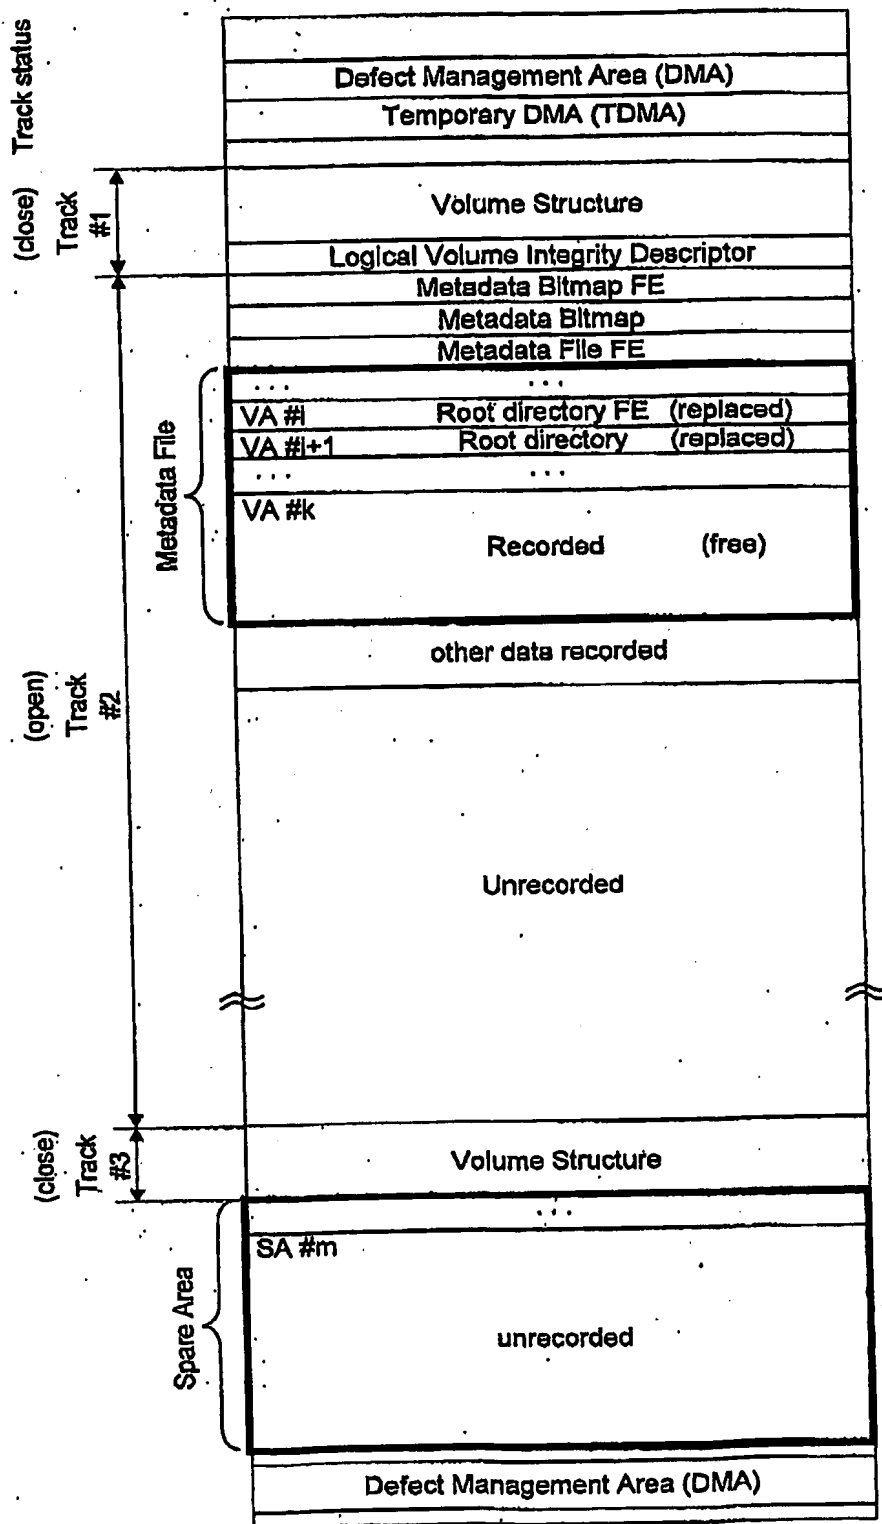 Track status
Defect Management Area (DMA)
Temporary DMA (TDMA)
(close)
Track
#1
Volume Structure
Logical Volume Integrity Descriptor
Metadata Bitmap FE
Metadata Bitmap
Metadata File FE
Metadata File
... ...
VA #i Root directory FE (replaced)
VA #i+1 Root directory (replaced)
... ...
VA #k
Recorded (free)
other data recorded
(open)
Track
#2
Unrecorded
(close)
Track
#3
Volume Structure
Spare Area
...
SA #m
unrecorded
Defect Management Area (DMA)